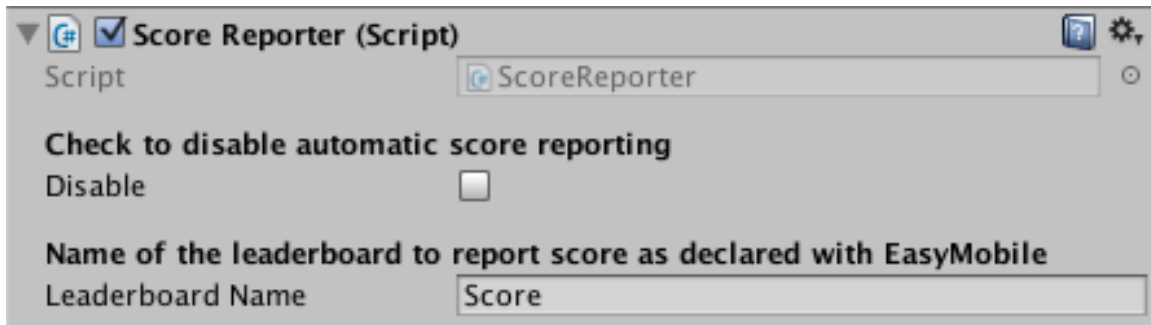 Score Reporter (Script)
Script ScoreReporter
Check to disable automatic score reporting
Disable
Name of the leaderboard to report score as declared with EasyMobile
Leaderboard Name Score